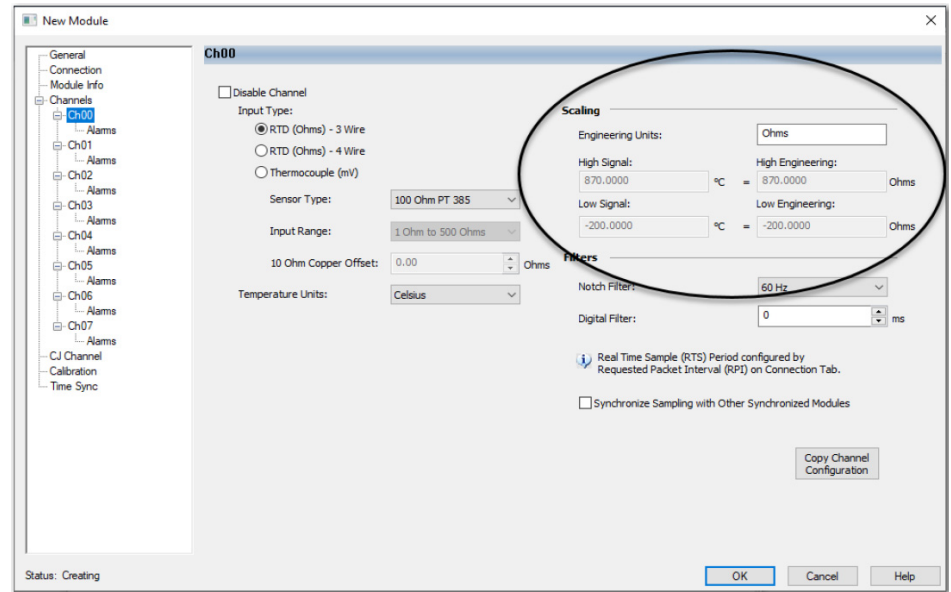 New Module
General
Connection
Module Info
Channels
Ch00
Alarms
Ch01
Alarms
Ch02
Alarms
Ch03
Alarms
Ch04
Alarms
Ch05
Alarms
Ch06
Alarms
Ch07
Alarms
CJ Channel
Calibration
Time Sync
Ch00
Disable Channel
Input Type:
RTD (Ohms) - 3 Wire
RTD (Ohms) - 4 Wire
Thermocouple (mV)
Sensor Type: 100 Ohm PT 385
Input Range: 1 Ohm to 500 Ohms
10 Ohm Copper Offset: 0.00 Ohms
Temperature Units: Celsius
Scaling
Engineering Units: Ohms
High Signal: High Engineering:
870.0000 °C = 870.0000 Ohms
Low Signal: Low Engineering:
-200.0000 °C = -200.0000 Ohms
Filters
Notch Filter: 60 Hz
Digital Filter: 0 ms
Real Time Sample (RTS) Period configured by
Requested Packet Interval (RPI) on Connection Tab.
Synchronize Sampling with Other Synchronized Modules
Copy Channel
Configuration
Status: Creating
OK Cancel Help